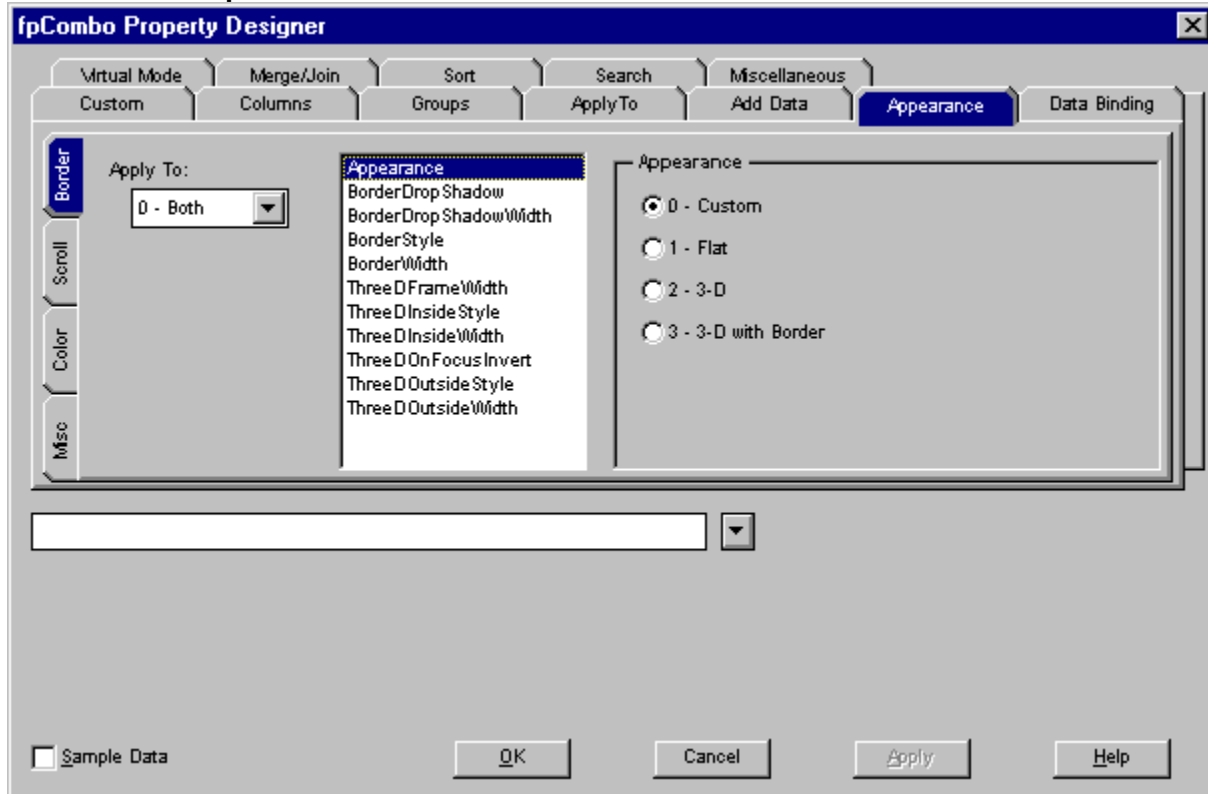 fpCombo Property Designer
Virtual Mode
Merge/Join
Sort
Search
Miscellaneous
Custom
Columns
Groups
ApplyTo
Add Data
Appearance
Data Binding
Border
Scroll
Color
Misc
Apply To:
0 - Both
Appearance
BorderDropShadow
BorderDropShadowWidth
BorderStyle
BorderWidth
ThreeDFrameWidth
ThreeDInsideStyle
ThreeDInsideWidth
ThreeDOnFocusInvert
ThreeDOutsideStyle
ThreeDOutsideWidth
Appearance
0 - Custom
1 - Flat
2 - 3-D
3 - 3-D with Border
Sample Data
OK
Cancel
Apply
Help